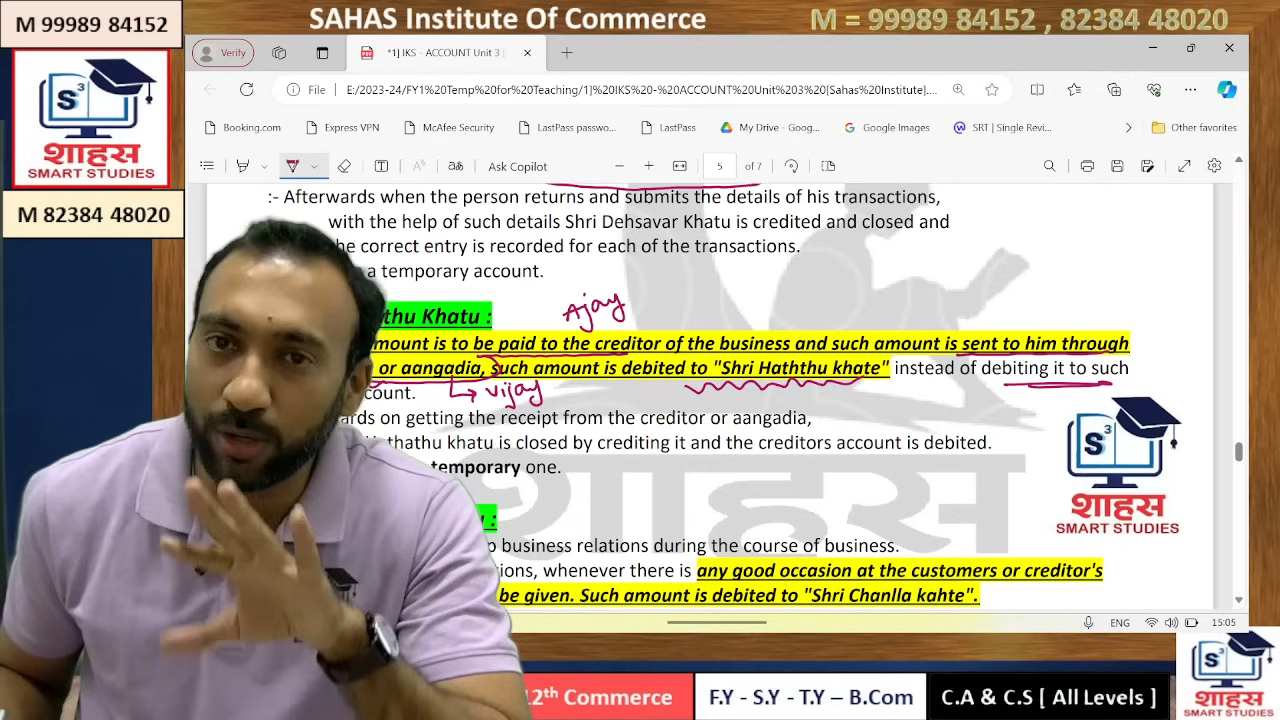 M 99989 84152
SAHAS Institute Of Commerce
M = 99989 84152 , 82384 48020
S³
शाहस
SMART STUDIES
M 82384 48020
Verify
*1] IKS - ACCOUNT Unit 3
File
E:/2023-24/FY1%20Temp%20for%20Teaching/1]%20IKS%20-%20ACCOUNT%20Unit%203%20[Sahas%20Institute]....
Booking.com
Express VPN
McAfee Security
LastPass passwo...
LastPass
My Drive - Goog...
Google Images
SRT | Single Revi...
Other favorites
Ask Copilot
5
of 7
:- Afterwards when the person returns and submits the details of his transactions,
with the help of such details Shri Dehsavar Khatu is credited and closed and
he correct entry is recorded for each of the transactions.
a temporary account.
Ajay
thu Khatu :
mount is to be paid to the creditor of the business and such amount is sent to him through
or aangadia, such amount is debited to "Shri Haththu khate" instead of debiting it to such
count.
vijay
ards on getting the receipt from the creditor or aangadia,
thathu khatu is closed by crediting it and the creditors account is debited.
temporary one.
S³
शाहस
SMART STUDIES
शाहस
:
p business relations during the course of business.
ions, whenever there is any good occasion at the customers or creditor's
be given. Such amount is debited to "Shri Chanlla kahte".
ENG
15:05
12th Commerce
F.Y - S.Y - T.Y – B.Com
C.A & C.S [ All Levels ]
S³
शाहस
SMART STUDIES